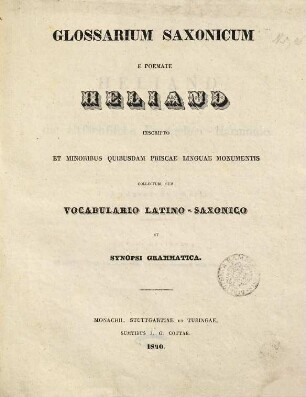 GLOSSARIUM SAXONICUM
E POEMATE
HELIAND
INSCRIPTO
ET MINORIBUS QUIBUSDAM PRISCAE LINGUAE MONUMENTIS
COLLECTUM CUM
VOCABULARIO LATINO-SAXONICO
ET
SYNOPSI GRAMMATICA.
MONACHII, STUTTGARTIAE ET TUBINGAE,
SUMTIBUS I. G. COTTAE.
1840.